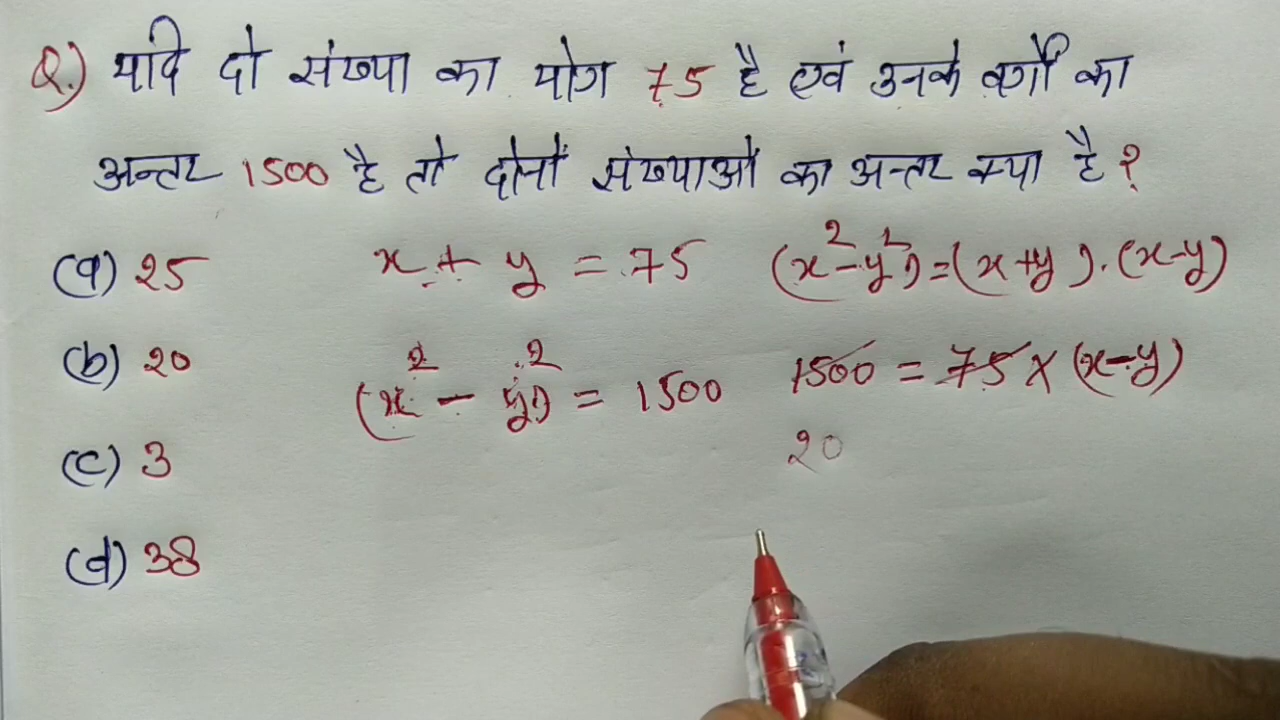 Q.) यदि दो संख्या का योग 75 है एवं उनके वर्गों का
अन्तर 1500 है तो दोनों संख्याओं का अन्तर क्या है ?
(a) 25
x + y = 75
(x² - y²) = (x + y) . (x - y)
(b) 20
(x² - y²) = 1500
1500 = 75 × (x - y)
20
(c) 3
(d) 38